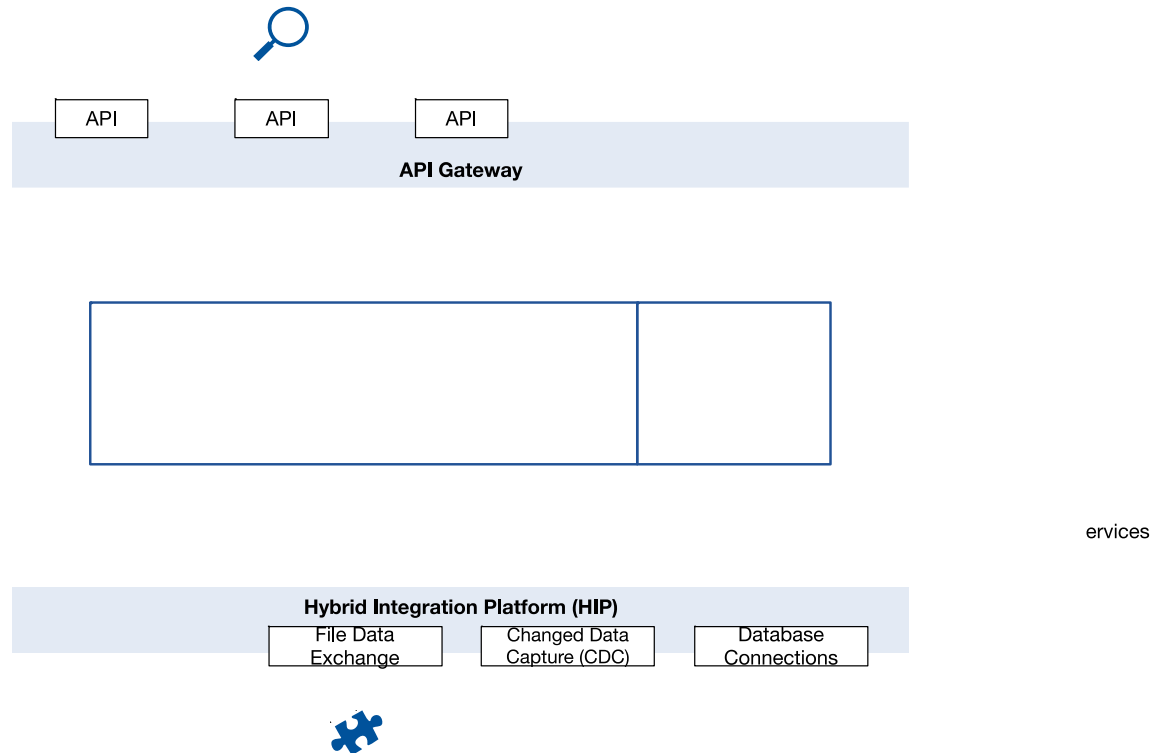 API
API
API
API Gateway
ervices
Hybrid Integration Platform (HIP)
File Data
Exchange
Changed Data
Capture (CDC)
Database
Connections